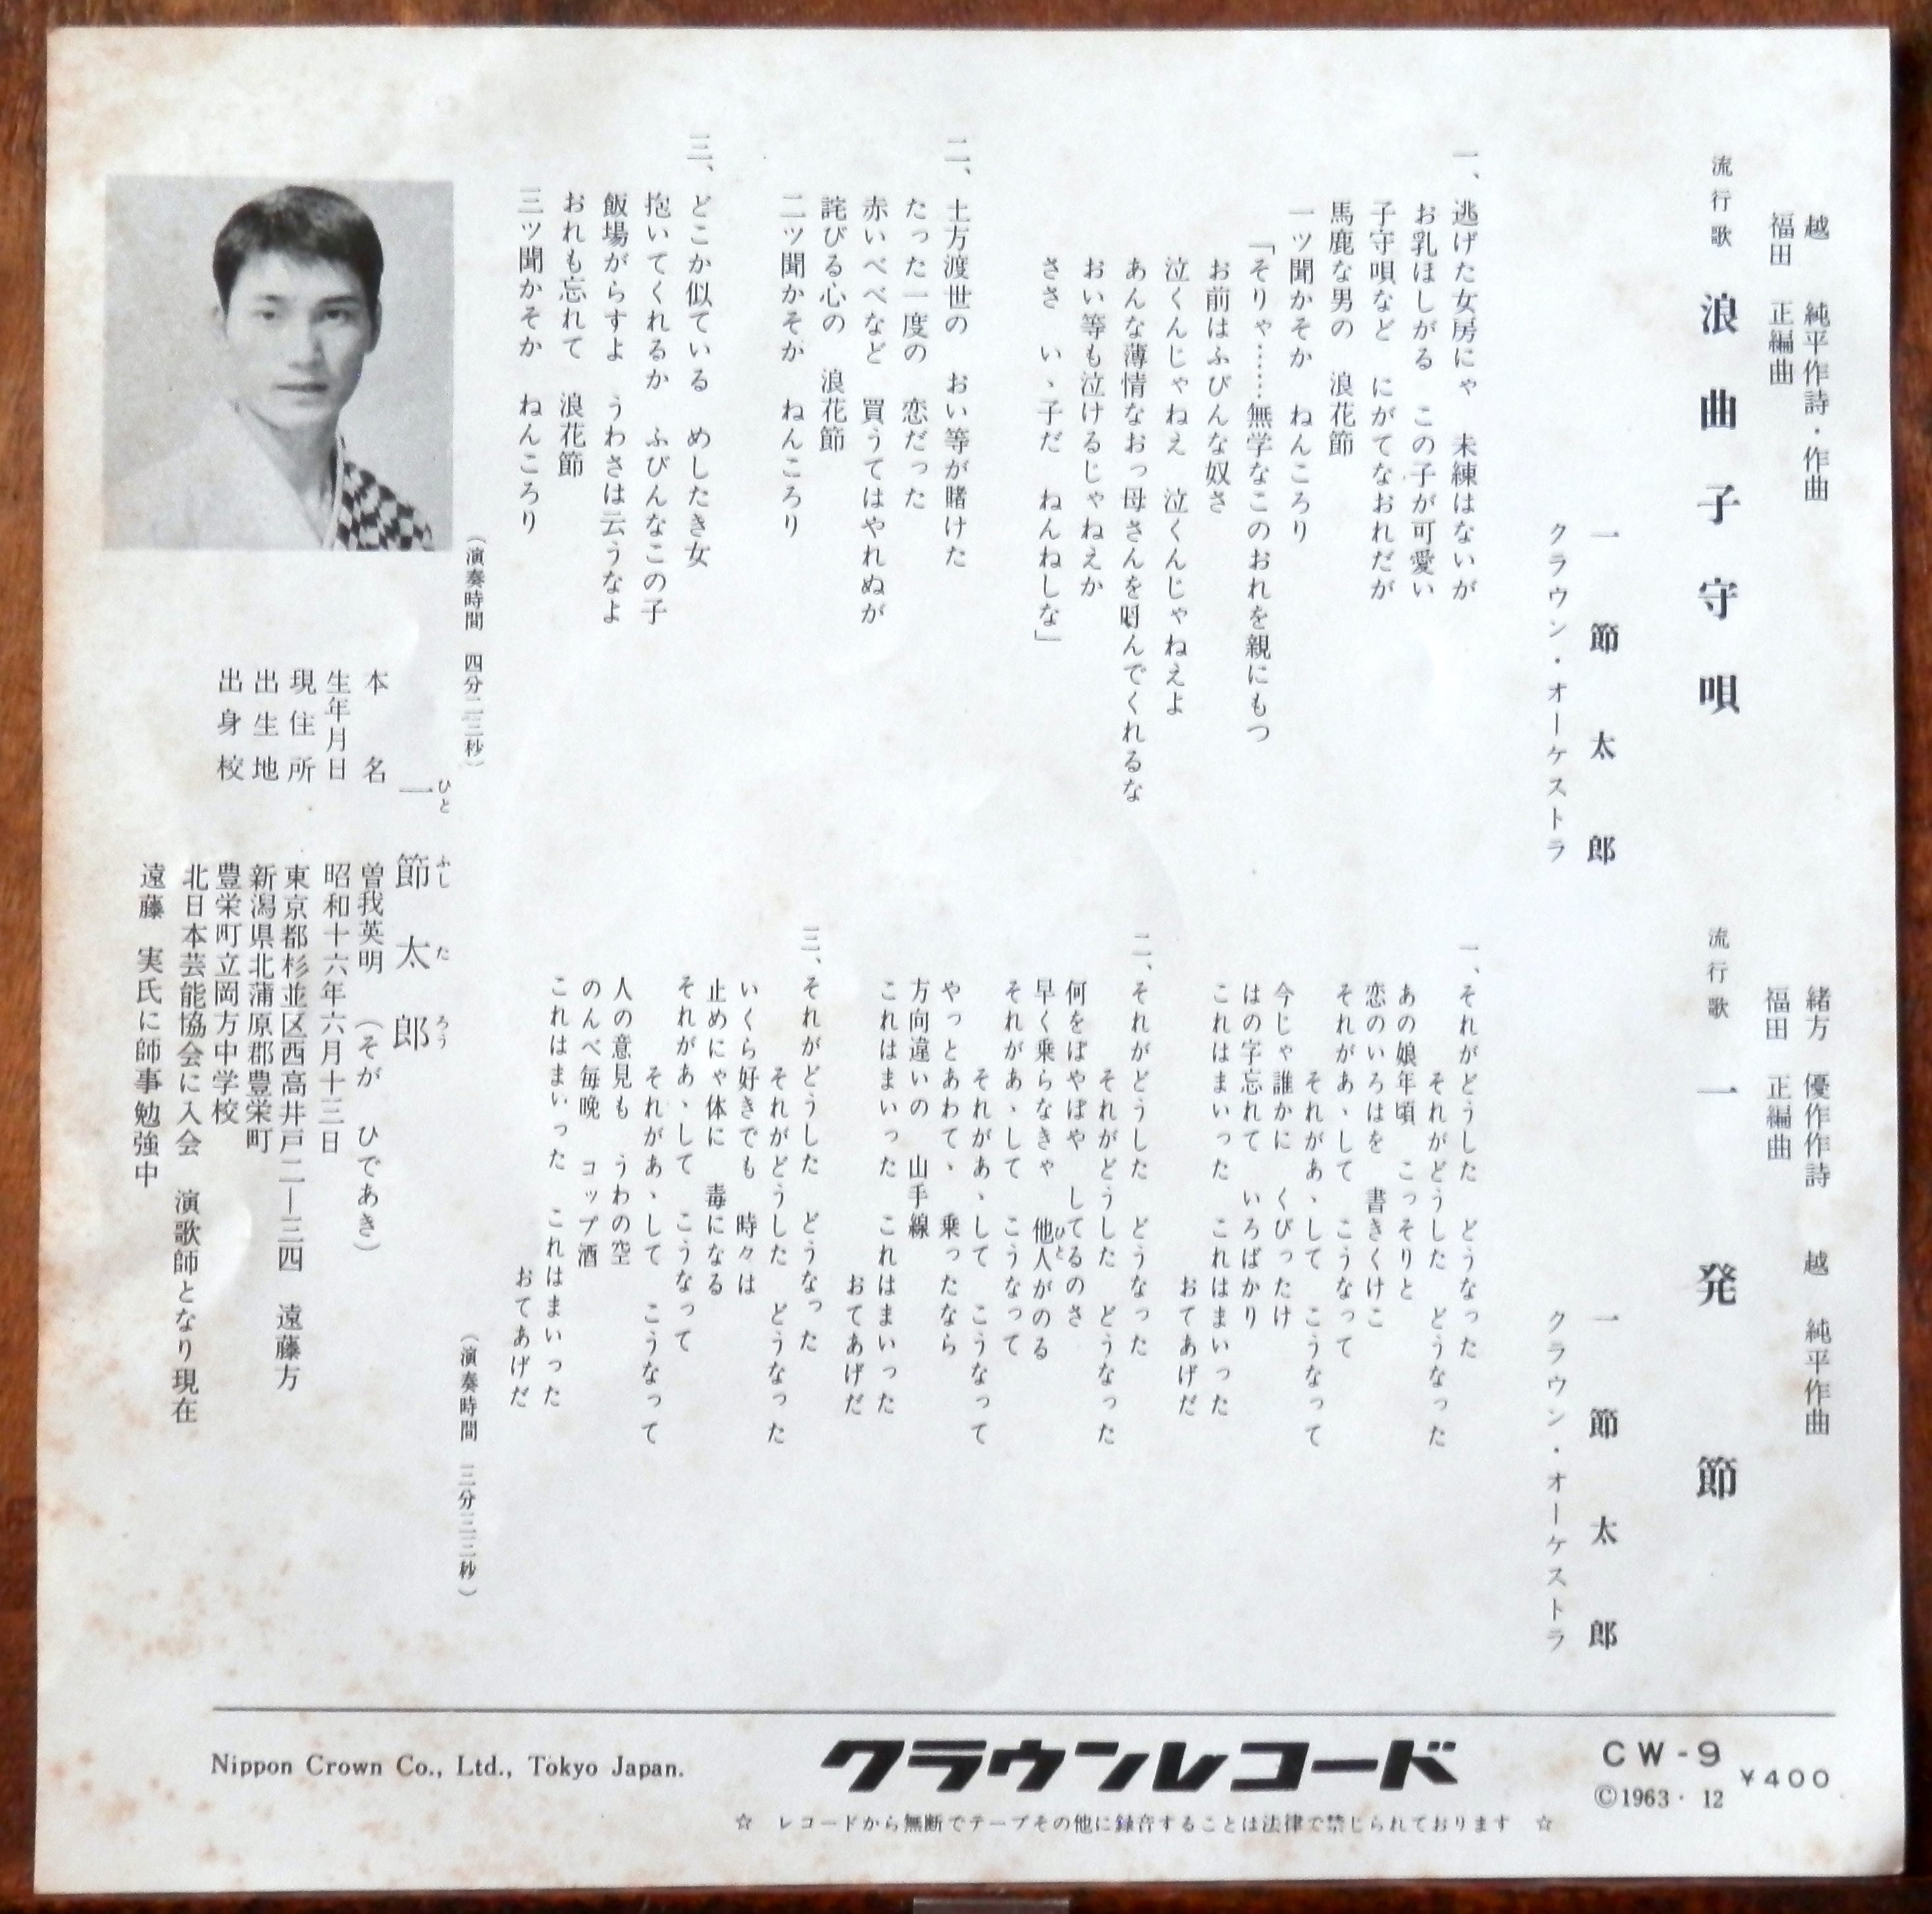 越　純平作詩・作曲
福田　正編曲
流行歌　浪曲子守唄
一節太郎
クラウン・オーケストラ
一、逃げた女房にゃ　未練はないが
お乳ほしがる　この子が可愛い
子守唄など　にがてなおれだが
馬鹿な男の　浪花節
一ツ聞かそか　ねんころり
「そりゃ……無学なこのおれを親にもつ
お前はふびんな奴さ
泣くんじゃねえ　泣くんじゃねえよ
あんな薄情なおっ母さんを呼んでくれるな
おい等も泣けるじゃねえか
ささ　いゝ子だ　ねんねしな」
二、土方渡世の　おい等が賭けた
たった一度の　恋だった
赤いべべなど　買うてはやれぬが
詫びる心の　浪花節
二ツ聞かそか　ねんころり
三、どこか似ている　めしたき女
抱いてくれるか　ふびんなこの子
飯場がらすよ　うわさは云うなよ
おれも忘れて　浪花節
三ツ聞かそか　ねんころり
（演奏時間　四分二三秒）
緒方　優作作詩　越　純平作曲
福田　正編曲
流行歌　一発節
一節太郎
クラウン・オーケストラ
一、それがどうした　どうなった
それがどうした　どうなった
あの娘年頃　こっそりと
恋のいろはを　書きくけこ
それがあゝして　こうなって
それがあゝして　こうなって
今じゃ誰かに　くびったけ
はの字忘れて　いろばかり
これはまいった　これはまいった
おてあげだ
二、それがどうした　どうなった
それがどうした　どうなった
何をぼやぼや　してるのさ
早く乗らなきゃ　他人がのる
ひと
それがあゝして　こうなって
それがあゝして　こうなって
やっとあわてゝ　乗ったなら
方向違いの　山手線
これはまいった　これはまいった
おてあげだ
三、それがどうした　どうなった
それがどうした　どうなった
いくら好きでも　時々は
止めにゃ体に　毒になる
それがあゝして　こうなって
それがあゝして　こうなって
人の意見も　うわの空
のんべ毎晩　コップ酒
これはまいった　これはまいった
おてあげだ
（演奏時間　三分三三秒）
ひと　ふし　た　ろう
一節太郎
本名　曽我英明　（そが　ひであき）
生年月日　昭和十六年六月十三日
現住所　東京都杉並区西高井戸二ー三四　遠藤方
出生地　新潟県北蒲原郡豊栄町
出身校　豊栄町立岡方中学校
北日本芸能協会に入会　演歌師となり現在
遠藤　実氏に師事勉強中
Nippon Crown Co., Ltd., Tokyo Japan.
クラウンレコード
CW-9
¥400
©1963・12
☆　レコードから無断でテープその他に録音することは法律で禁じられております　☆